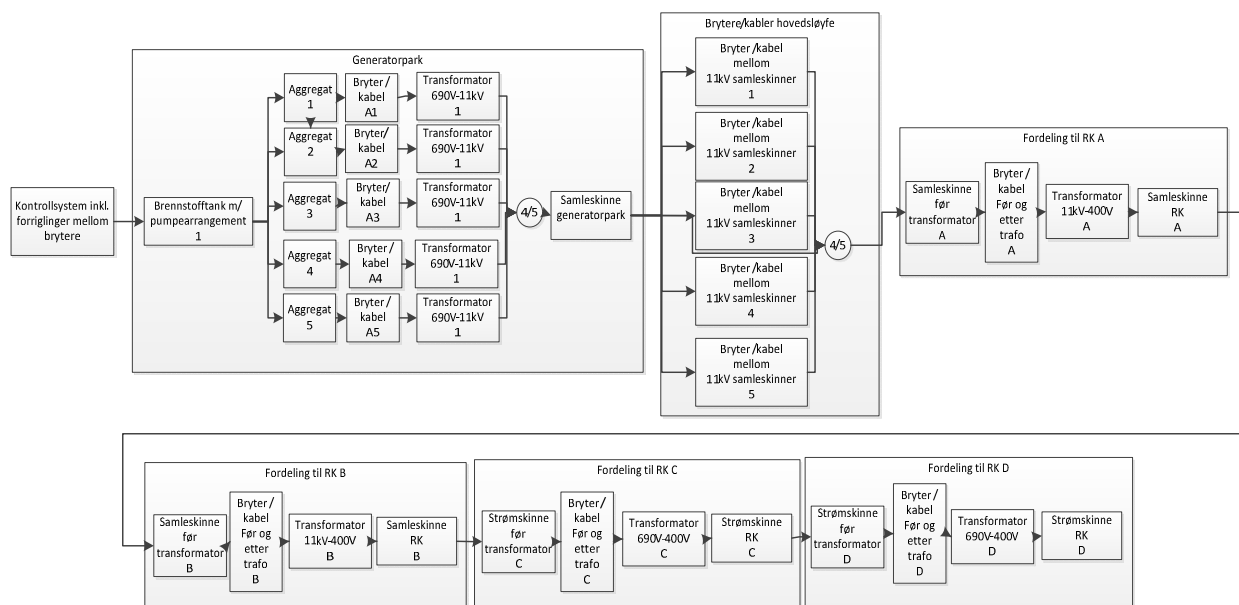 Kontrollsystem inkl.
forriglinger mellom
brytere
Generatorpark
Brennstofftank m/
pumpearrangement
1
Aggregat
1
Bryter/
kabel
A1
Transformator
690V-11kV
1
Aggregat
2
Bryter/
kabel
A2
Transformator
690V-11kV
1
Aggregat
3
Bryter/
kabel
A3
Transformator
690V-11kV
1
Aggregat
4
Bryter/
kabel
A4
Transformator
690V-11kV
1
Aggregat
5
Bryter/
kabel
A5
Transformator
690V-11kV
1
4/5
Samleskinne
generatorpark
Brytere/kabler hovedsløyfe
Bryter/kabel
mellom
11kV samleskinner
1
Bryter/kabel
mellom
11kV samleskinner
2
Bryter/kabel
mellom
11kV samleskinner
3
Bryter/kabel
mellom
11kV samleskinner
4
Bryter/kabel
mellom
11kV samleskinner
5
4/5
Fordeling til RK A
Samleskinne
før
transformator
A
Bryter/
kabel
Før og
etter
trafo
A
Transformator
11kV-400V
A
Samleskinne
RK
A
Fordeling til RK B
Samleskinne
før
transformator
B
Bryter/
kabel
Før og
etter
trafo
B
Transformator
11kV-400V
B
Samleskinne
RK
B
Fordeling til RK C
Strømskinne
før
transformator
C
Bryter/
kabel
Før og
etter
trafo
C
Transformator
690V-400V
C
Strømskinne
RK
C
Fordeling til RK D
Strømskinne
før
transformator
D
Bryter/
kabel
Før og
etter
trafo
D
Transformator
690V-400V
D
Strømskinne
RK
D